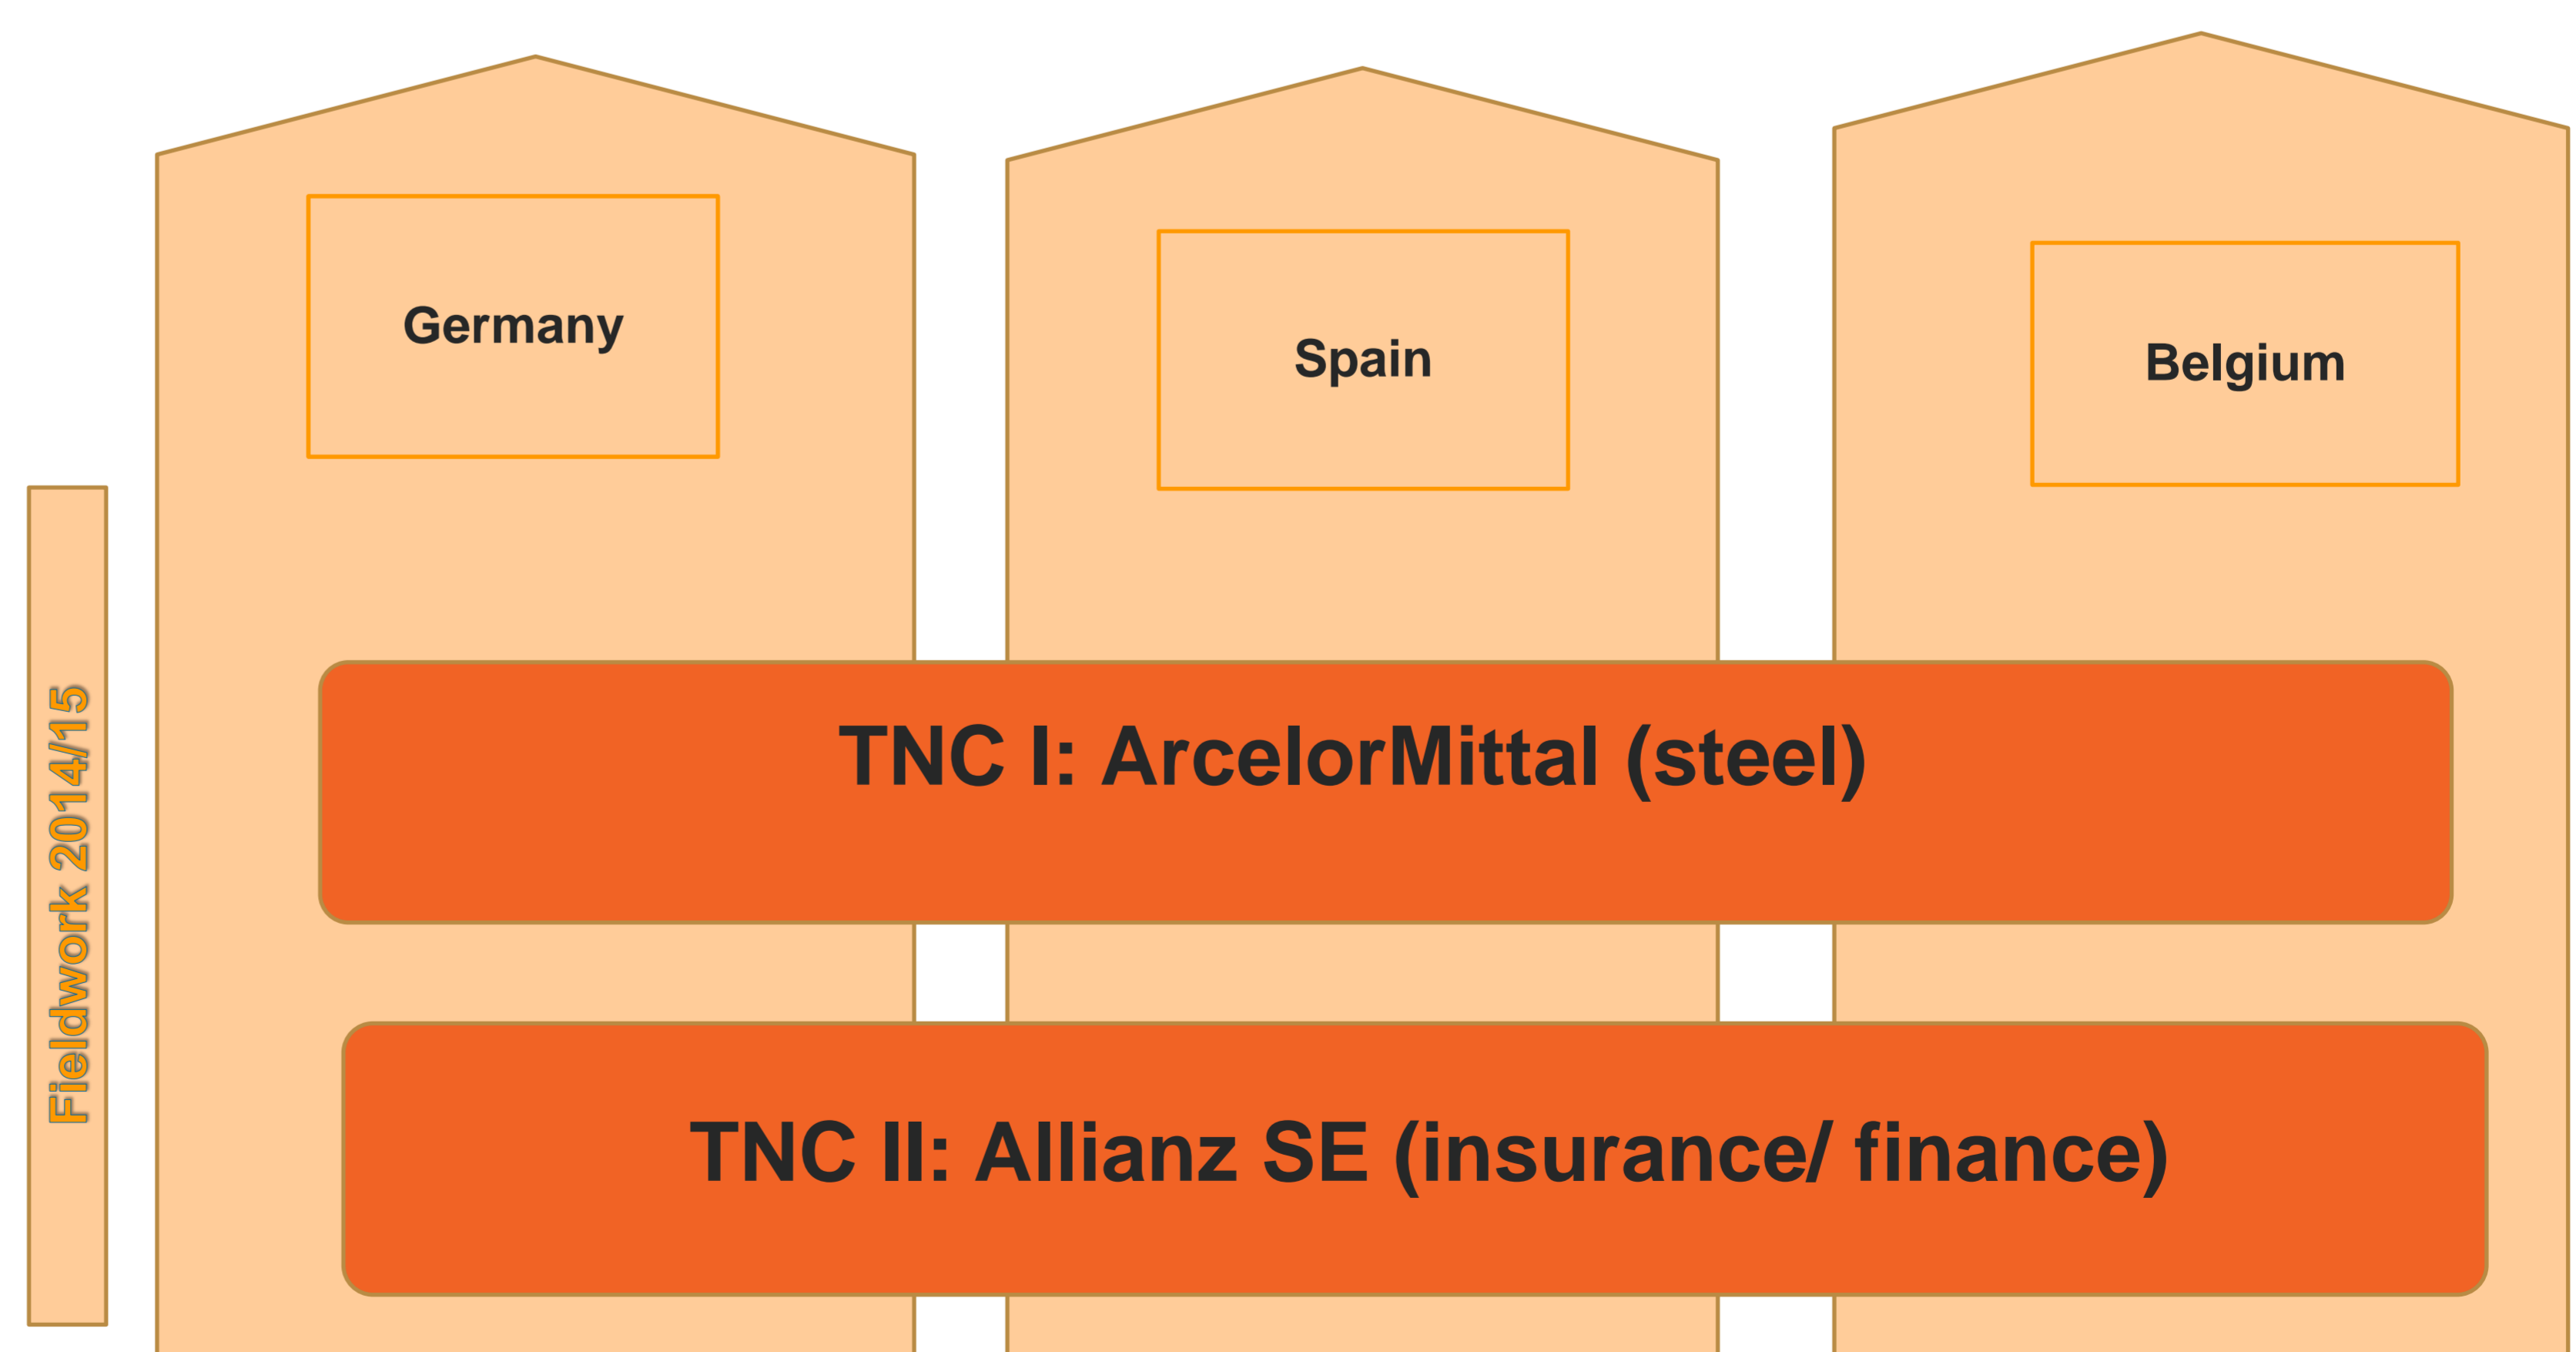 Germany
Spain
Belgium
Fieldwork 2014/15
TNC I: ArcelorMittal (steel)
TNC II: Allianz SE (insurance/ finance)